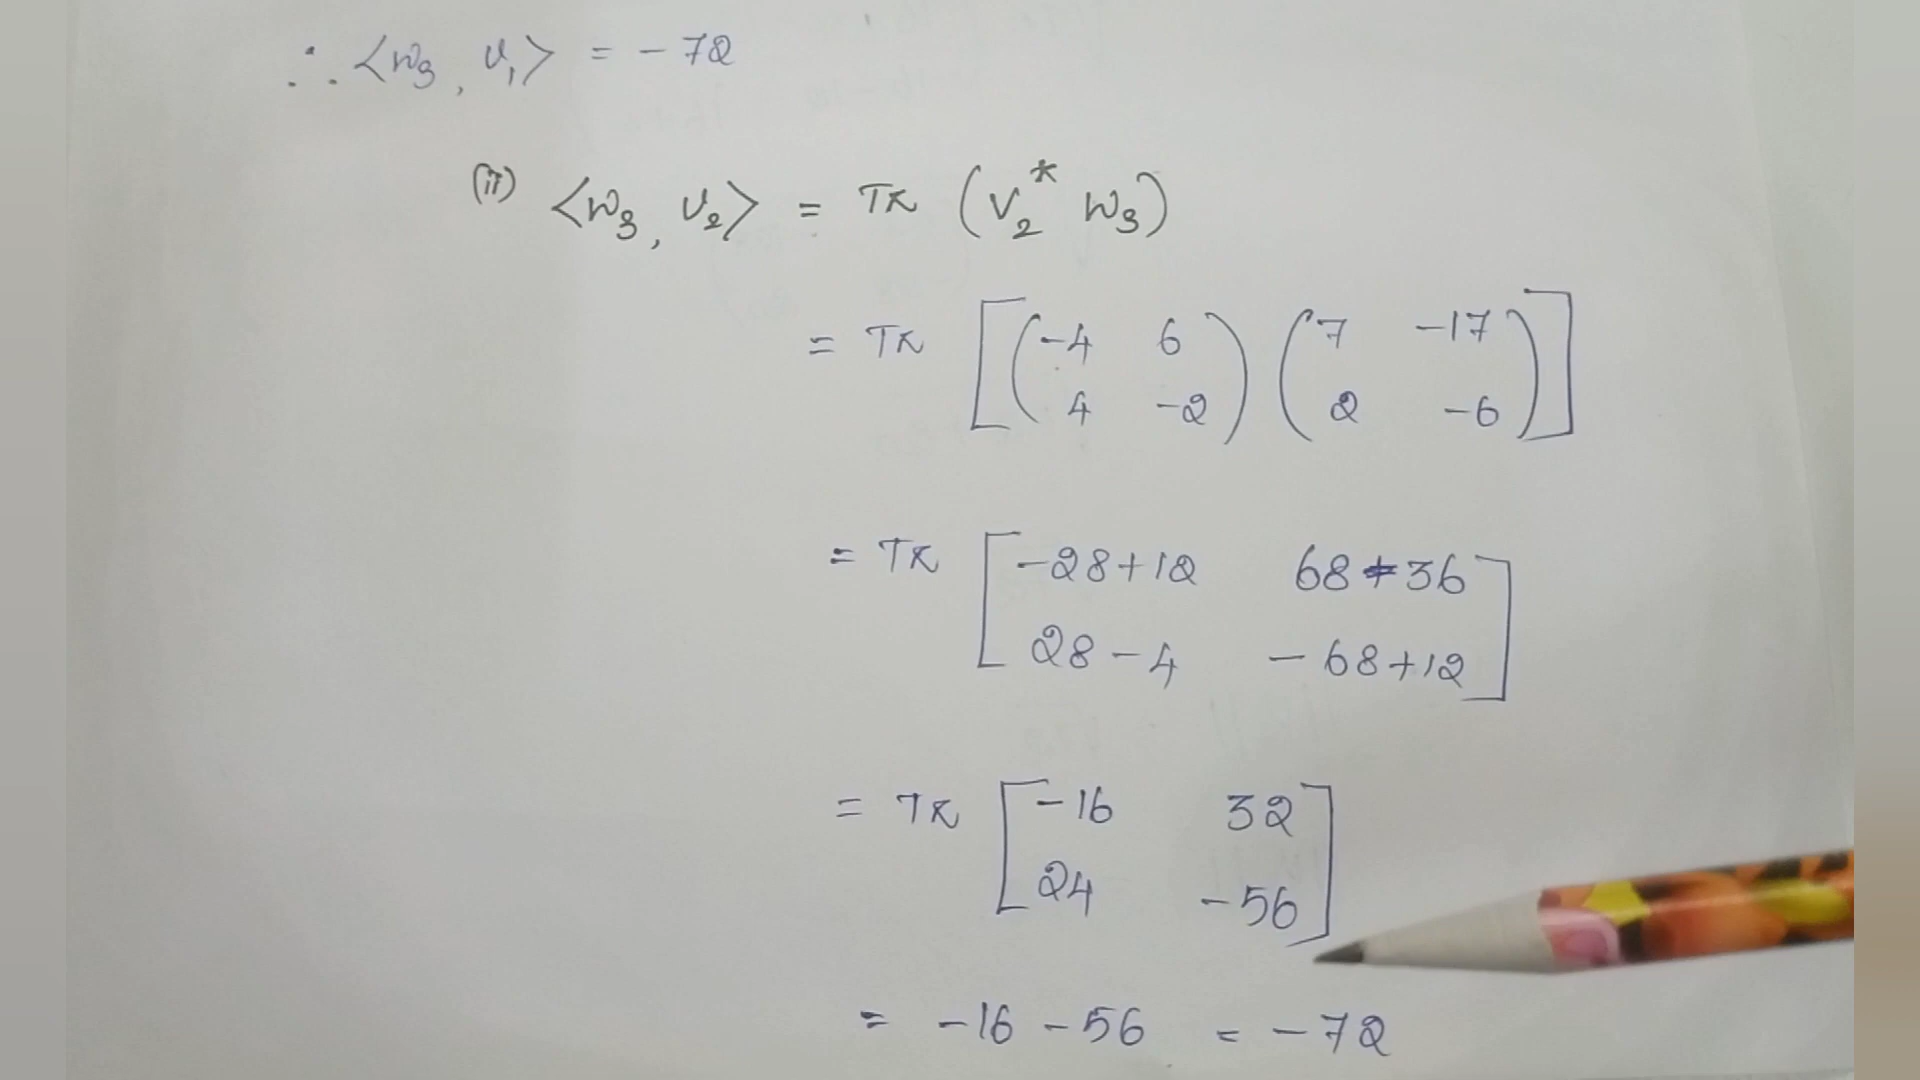 ∴ <w₃, v₁> = - 72
(ii) <w₃, v₂> = Tr (v₂* w₃)
= Tr [(-4 6) (7 -17)]
4 -2 2 -6
= Tr [-28+12 68-36]
28-4 -68+12
= Tr [-16 32]
24 -56
= -16 - 56 = -72